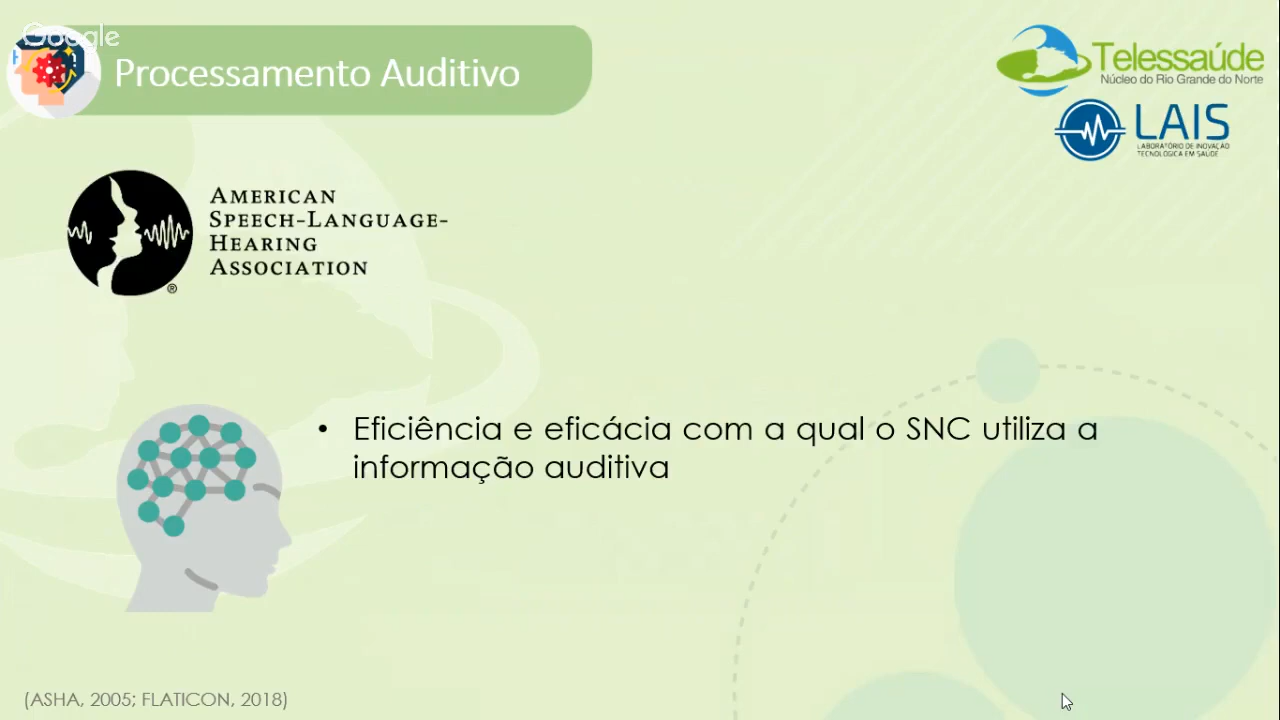 Google
Processamento Auditivo
Telessaúde
Núcleo do Rio Grande do Norte
LAIS
LABORATÓRIO DE INOVAÇÃO
TECNOLÓGICA EM SAÚDE
AMERICAN
SPEECH-LANGUAGE-
HEARING
ASSOCIATION
®
• Eficiência e eficácia com a qual o SNC utiliza a
informação auditiva
(ASHA, 2005; FLATICON, 2018)